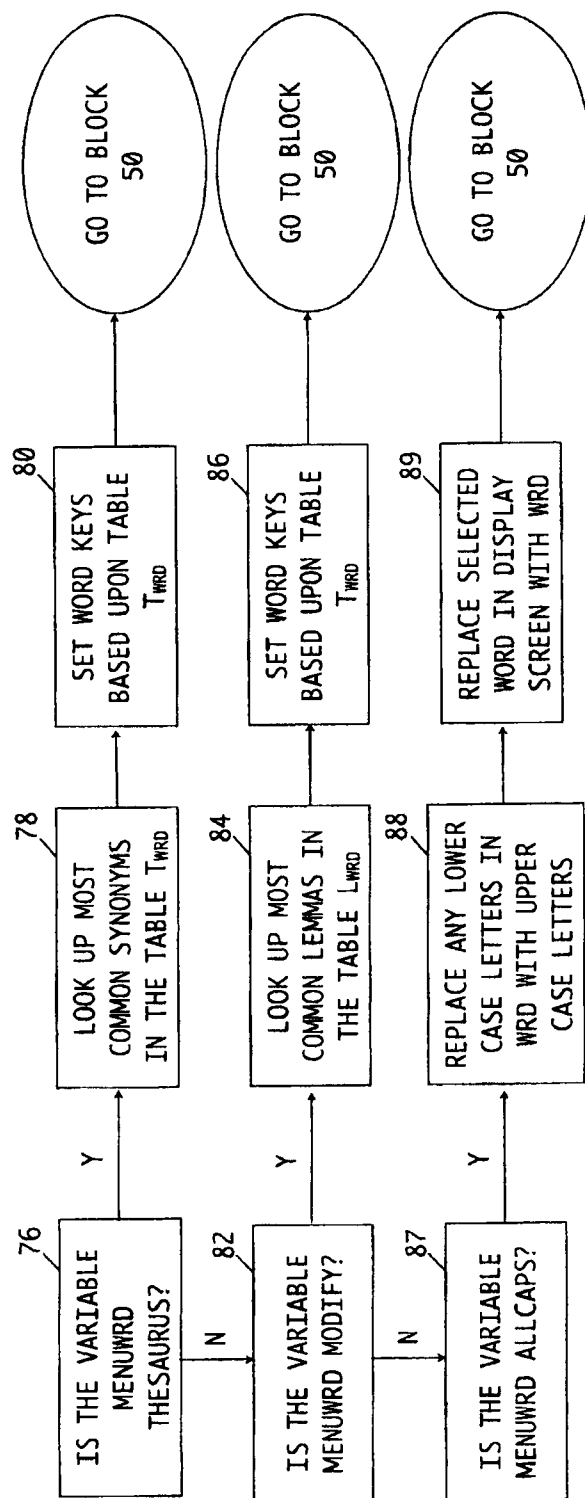 76
IS THE VARIABLE
MENUWRD
THESAURUS?
Y
78
LOOK UP MOST
COMMON SYNONYMS
IN THE TABLE TWRD
80
SET WORD KEYS
BASED UPON TABLE
TWRD
GO TO BLOCK
50
N
82
IS THE VARIABLE
MENUWRD MODIFY?
Y
84
LOOK UP MOST
COMMON LEMMAS IN
THE TABLE LWRD
86
SET WORD KEYS
BASED UPON TABLE
TWRD
GO TO BLOCK
50
N
87
IS THE VARIABLE
MENUWRD ALLCAPS?
Y
88
REPLACE ANY LOWER
CASE LETTERS IN
WRD WITH UPPER
CASE LETTERS
89
REPLACE SELECTED
WORD IN DISPLAY
SCREEN WITH WRD
GO TO BLOCK
50